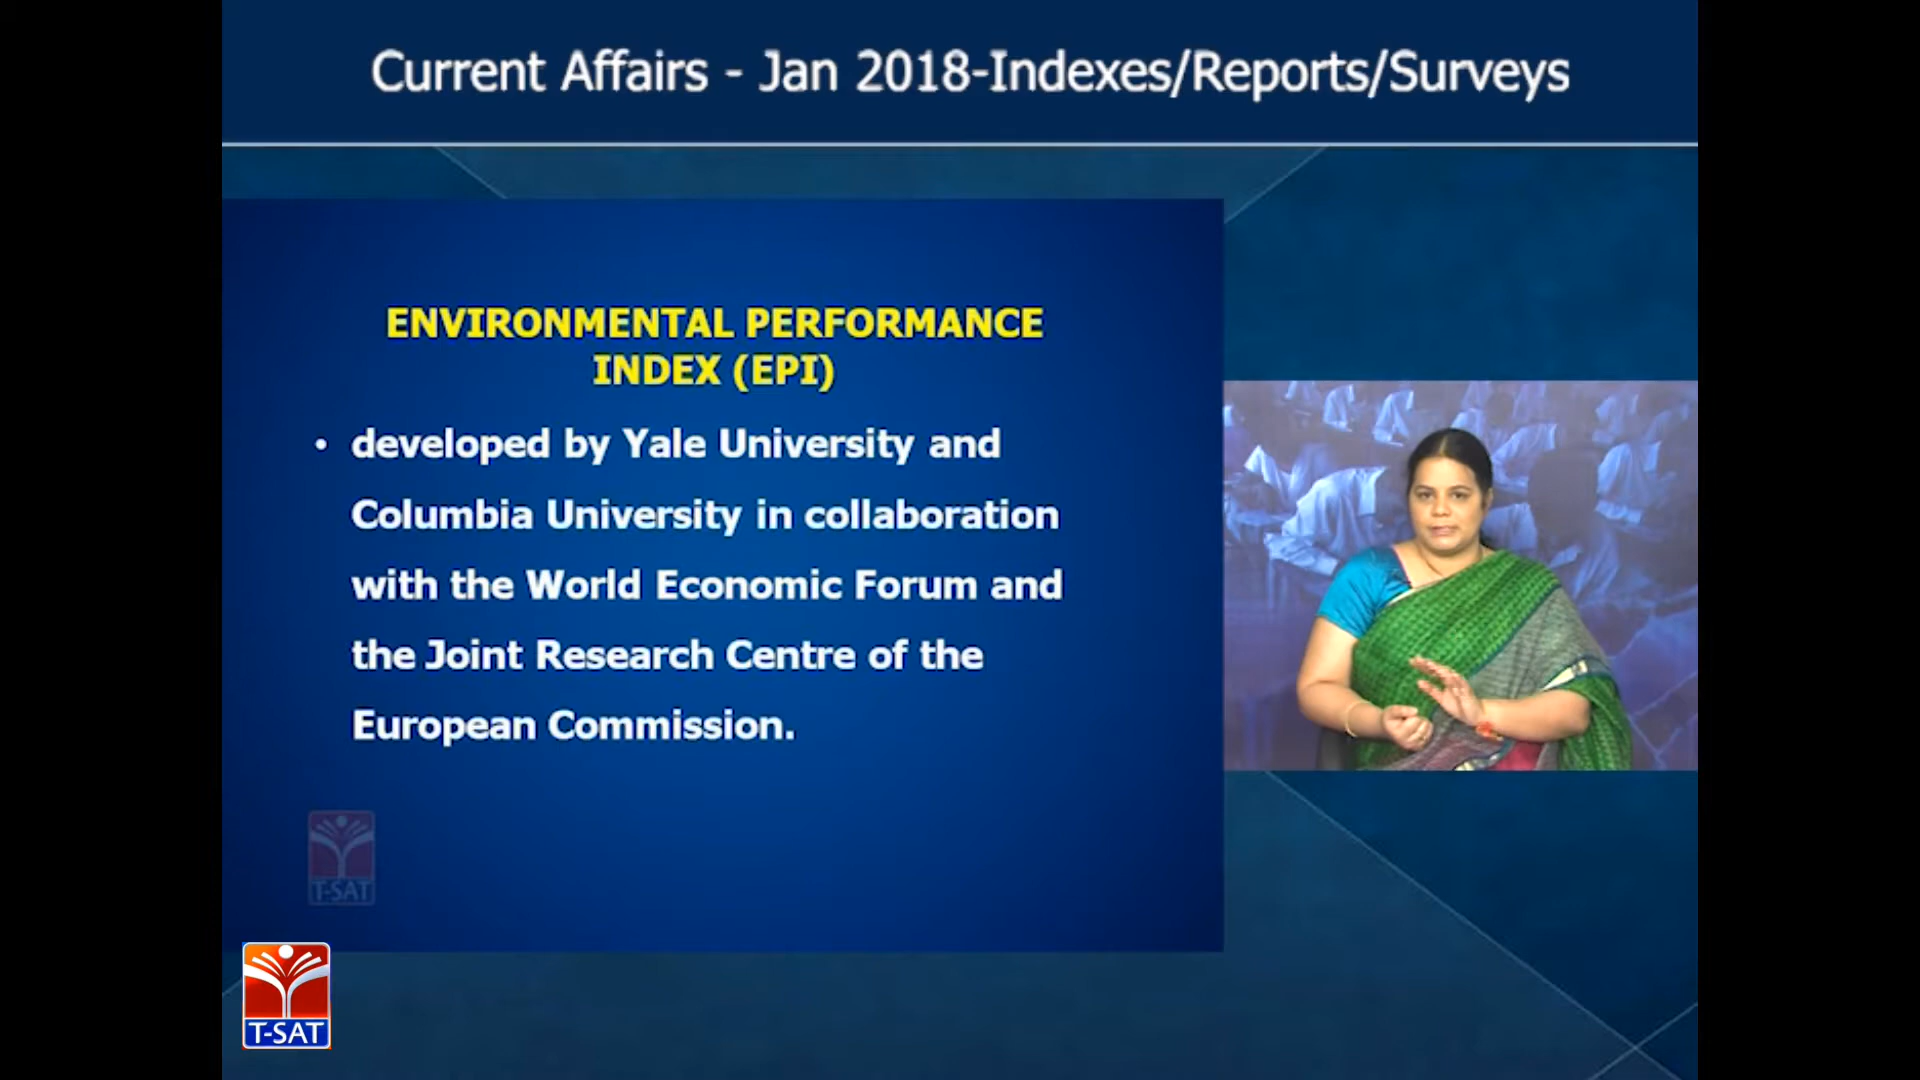 Current Affairs - Jan 2018-Indexes/Reports/Surveys
ENVIRONMENTAL PERFORMANCE
INDEX (EPI)
• developed by Yale University and
Columbia University in collaboration
with the World Economic Forum and
the Joint Research Centre of the
European Commission.
T-SAT
T-SAT